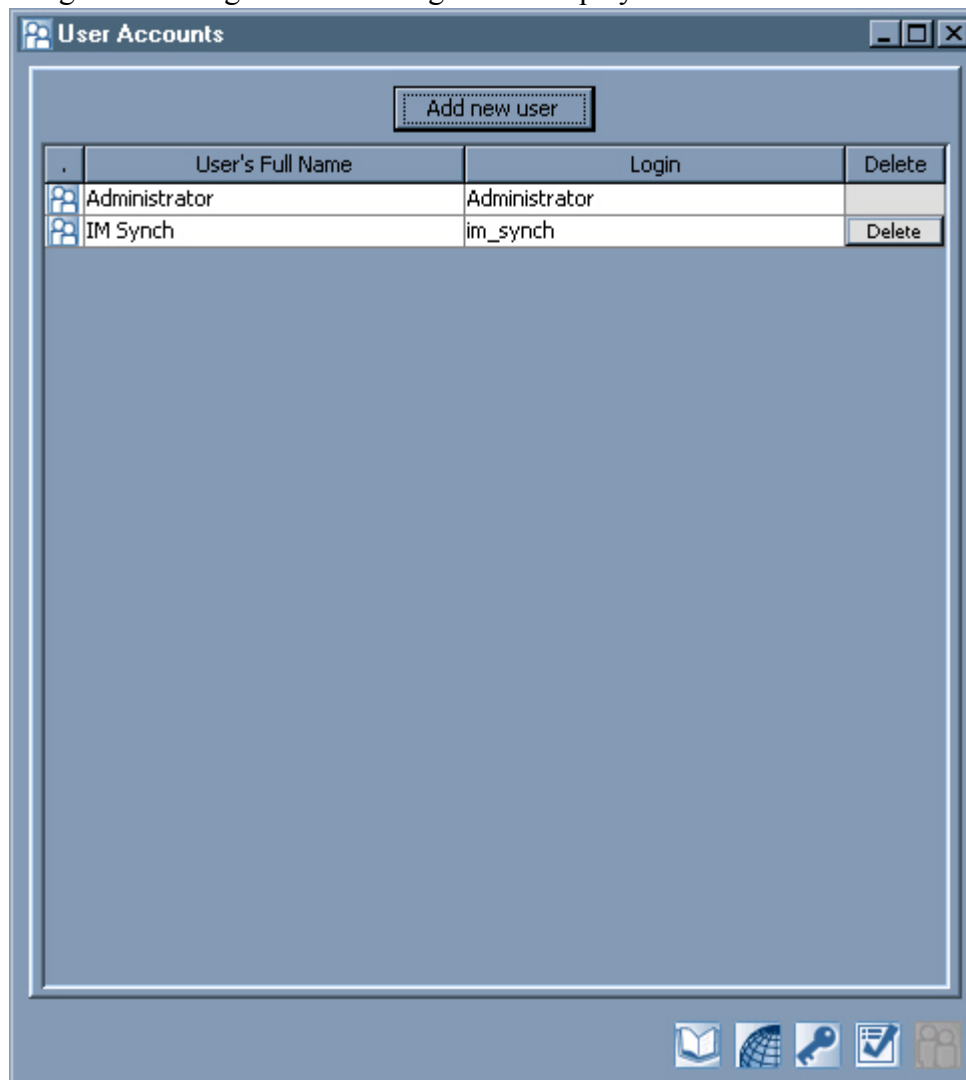 User Accounts
Add new user
. User's Full Name Login Delete
Administrator Administrator
IM Synch im_synch Delete